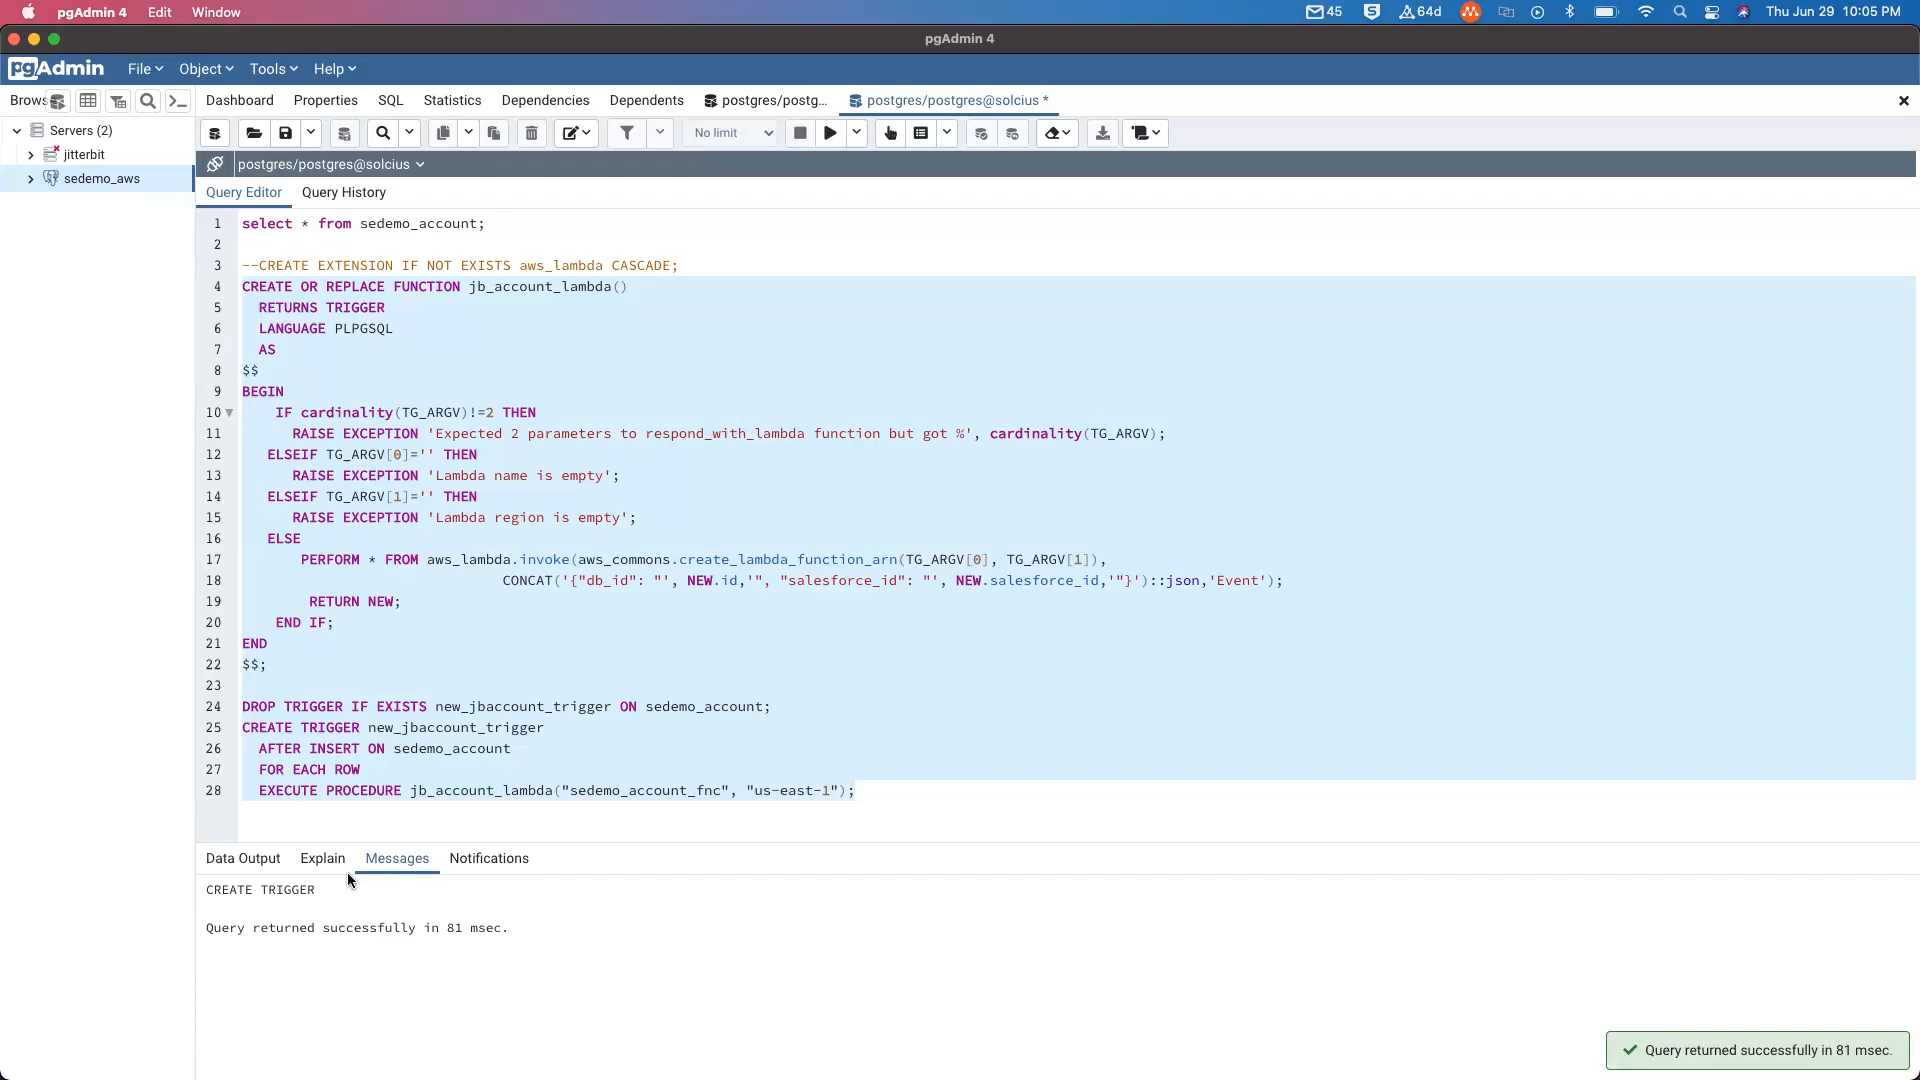 pgAdmin 4 Edit Window 45 64d Thu Jun 29 10:05 PM
pgAdmin 4
pgAdmin File Object Tools Help
Brows Dashboard Properties SQL Statistics Dependencies Dependents postgres/postg... postgres/postgres@solcius *
Servers (2)
jitterbit
sedemo_aws
No limit
postgres/postgres@solcius
Query Editor Query History
1 select * from sedemo_account;
2
3 --CREATE EXTENSION IF NOT EXISTS aws_lambda CASCADE;
4 CREATE OR REPLACE FUNCTION jb_account_lambda()
5 RETURNS TRIGGER
6 LANGUAGE PLPGSQL
7 AS
8 $$
9 BEGIN
10 IF cardinality(TG_ARGV)!=2 THEN
11 RAISE EXCEPTION 'Expected 2 parameters to respond_with_lambda function but got %', cardinality(TG_ARGV);
12 ELSEIF TG_ARGV[0]='' THEN
13 RAISE EXCEPTION 'Lambda name is empty';
14 ELSEIF TG_ARGV[1]='' THEN
15 RAISE EXCEPTION 'Lambda region is empty';
16 ELSE
17 PERFORM * FROM aws_lambda.invoke(aws_commons.create_lambda_function_arn(TG_ARGV[0], TG_ARGV[1]),
18 CONCAT('{"db_id": "', NEW.id,'", "salesforce_id": "', NEW.salesforce_id,'"}')::json,'Event');
19 RETURN NEW;
20 END IF;
21 END
22 $$;
23
24 DROP TRIGGER IF EXISTS new_jbaccount_trigger ON sedemo_account;
25 CREATE TRIGGER new_jbaccount_trigger
26 AFTER INSERT ON sedemo_account
27 FOR EACH ROW
28 EXECUTE PROCEDURE jb_account_lambda("sedemo_account_fnc", "us-east-1");
Data Output Explain Messages Notifications
CREATE TRIGGER
Query returned successfully in 81 msec.
Query returned successfully in 81 msec.